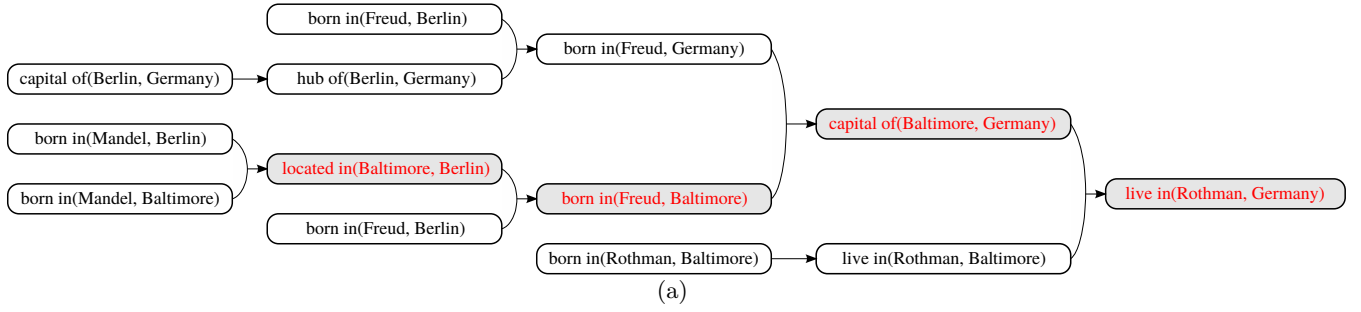 born in(Freud, Berlin)
born in(Freud, Germany)
capital of(Berlin, Germany)
hub of(Berlin, Germany)
capital of(Baltimore, Germany)
born in(Mandel, Berlin)
located in(Baltimore, Berlin)
born in(Mandel, Baltimore)
born in(Freud, Baltimore)
live in(Rothman, Germany)
born in(Freud, Berlin)
born in(Rothman, Baltimore)
live in(Rothman, Baltimore)
(a)